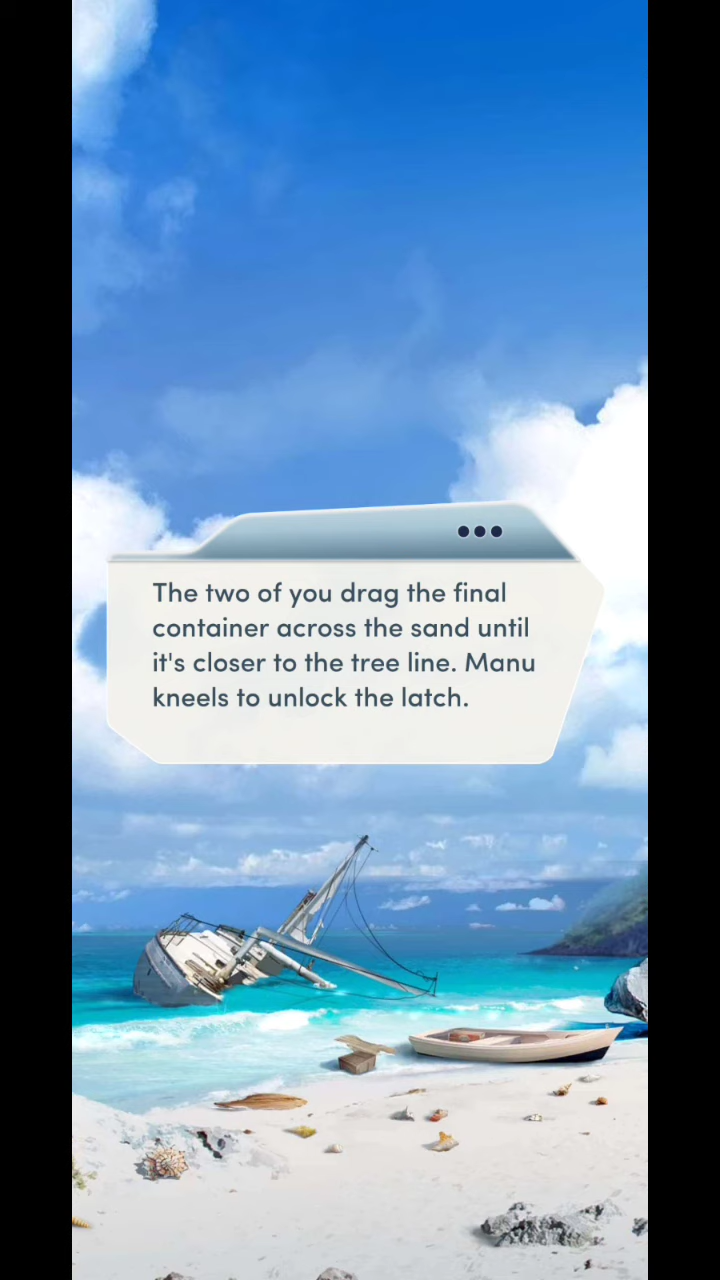 The two of you drag the final
container across the sand until
it's closer to the tree line. Manu
kneels to unlock the latch.